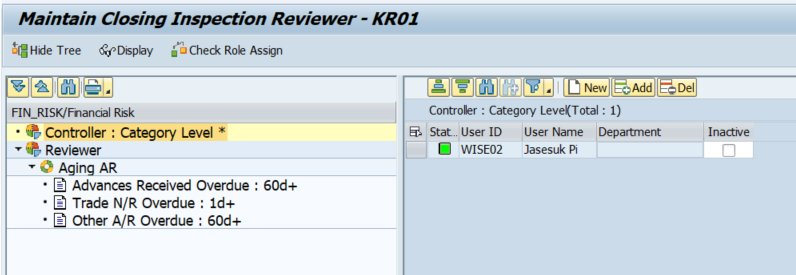 Maintain Closing Inspection Reviewer - KR01
Hide Tree Display Check Role Assign
New Add Del
FIN_RISK/Financial Risk
Controller : Category Level *
Reviewer
Aging AR
Advances Received Overdue : 60d+
Trade N/R Overdue : 1d+
Other A/R Overdue : 60d+
Controller : Category Level(Total : 1)
Stat... User ID User Name Department Inactive
WISE02 Jasesuk Pi